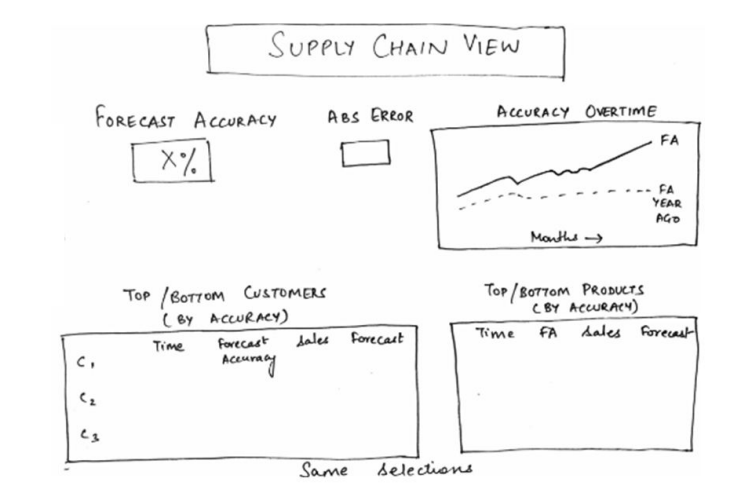 SUPPLY CHAIN VIEW
FORECAST ACCURACY
X%
ABS ERROR
ACCURACY OVERTIME
FA
FA
YEAR
AGO
Months →
TOP/BOTTOM CUSTOMERS
(BY ACCURACY)
Time Forecast Sales Forecast
Accuracy
C1
C2
C3
TOP/BOTTOM PRODUCTS
(BY ACCURACY)
Time FA Sales Forecast
Same selections